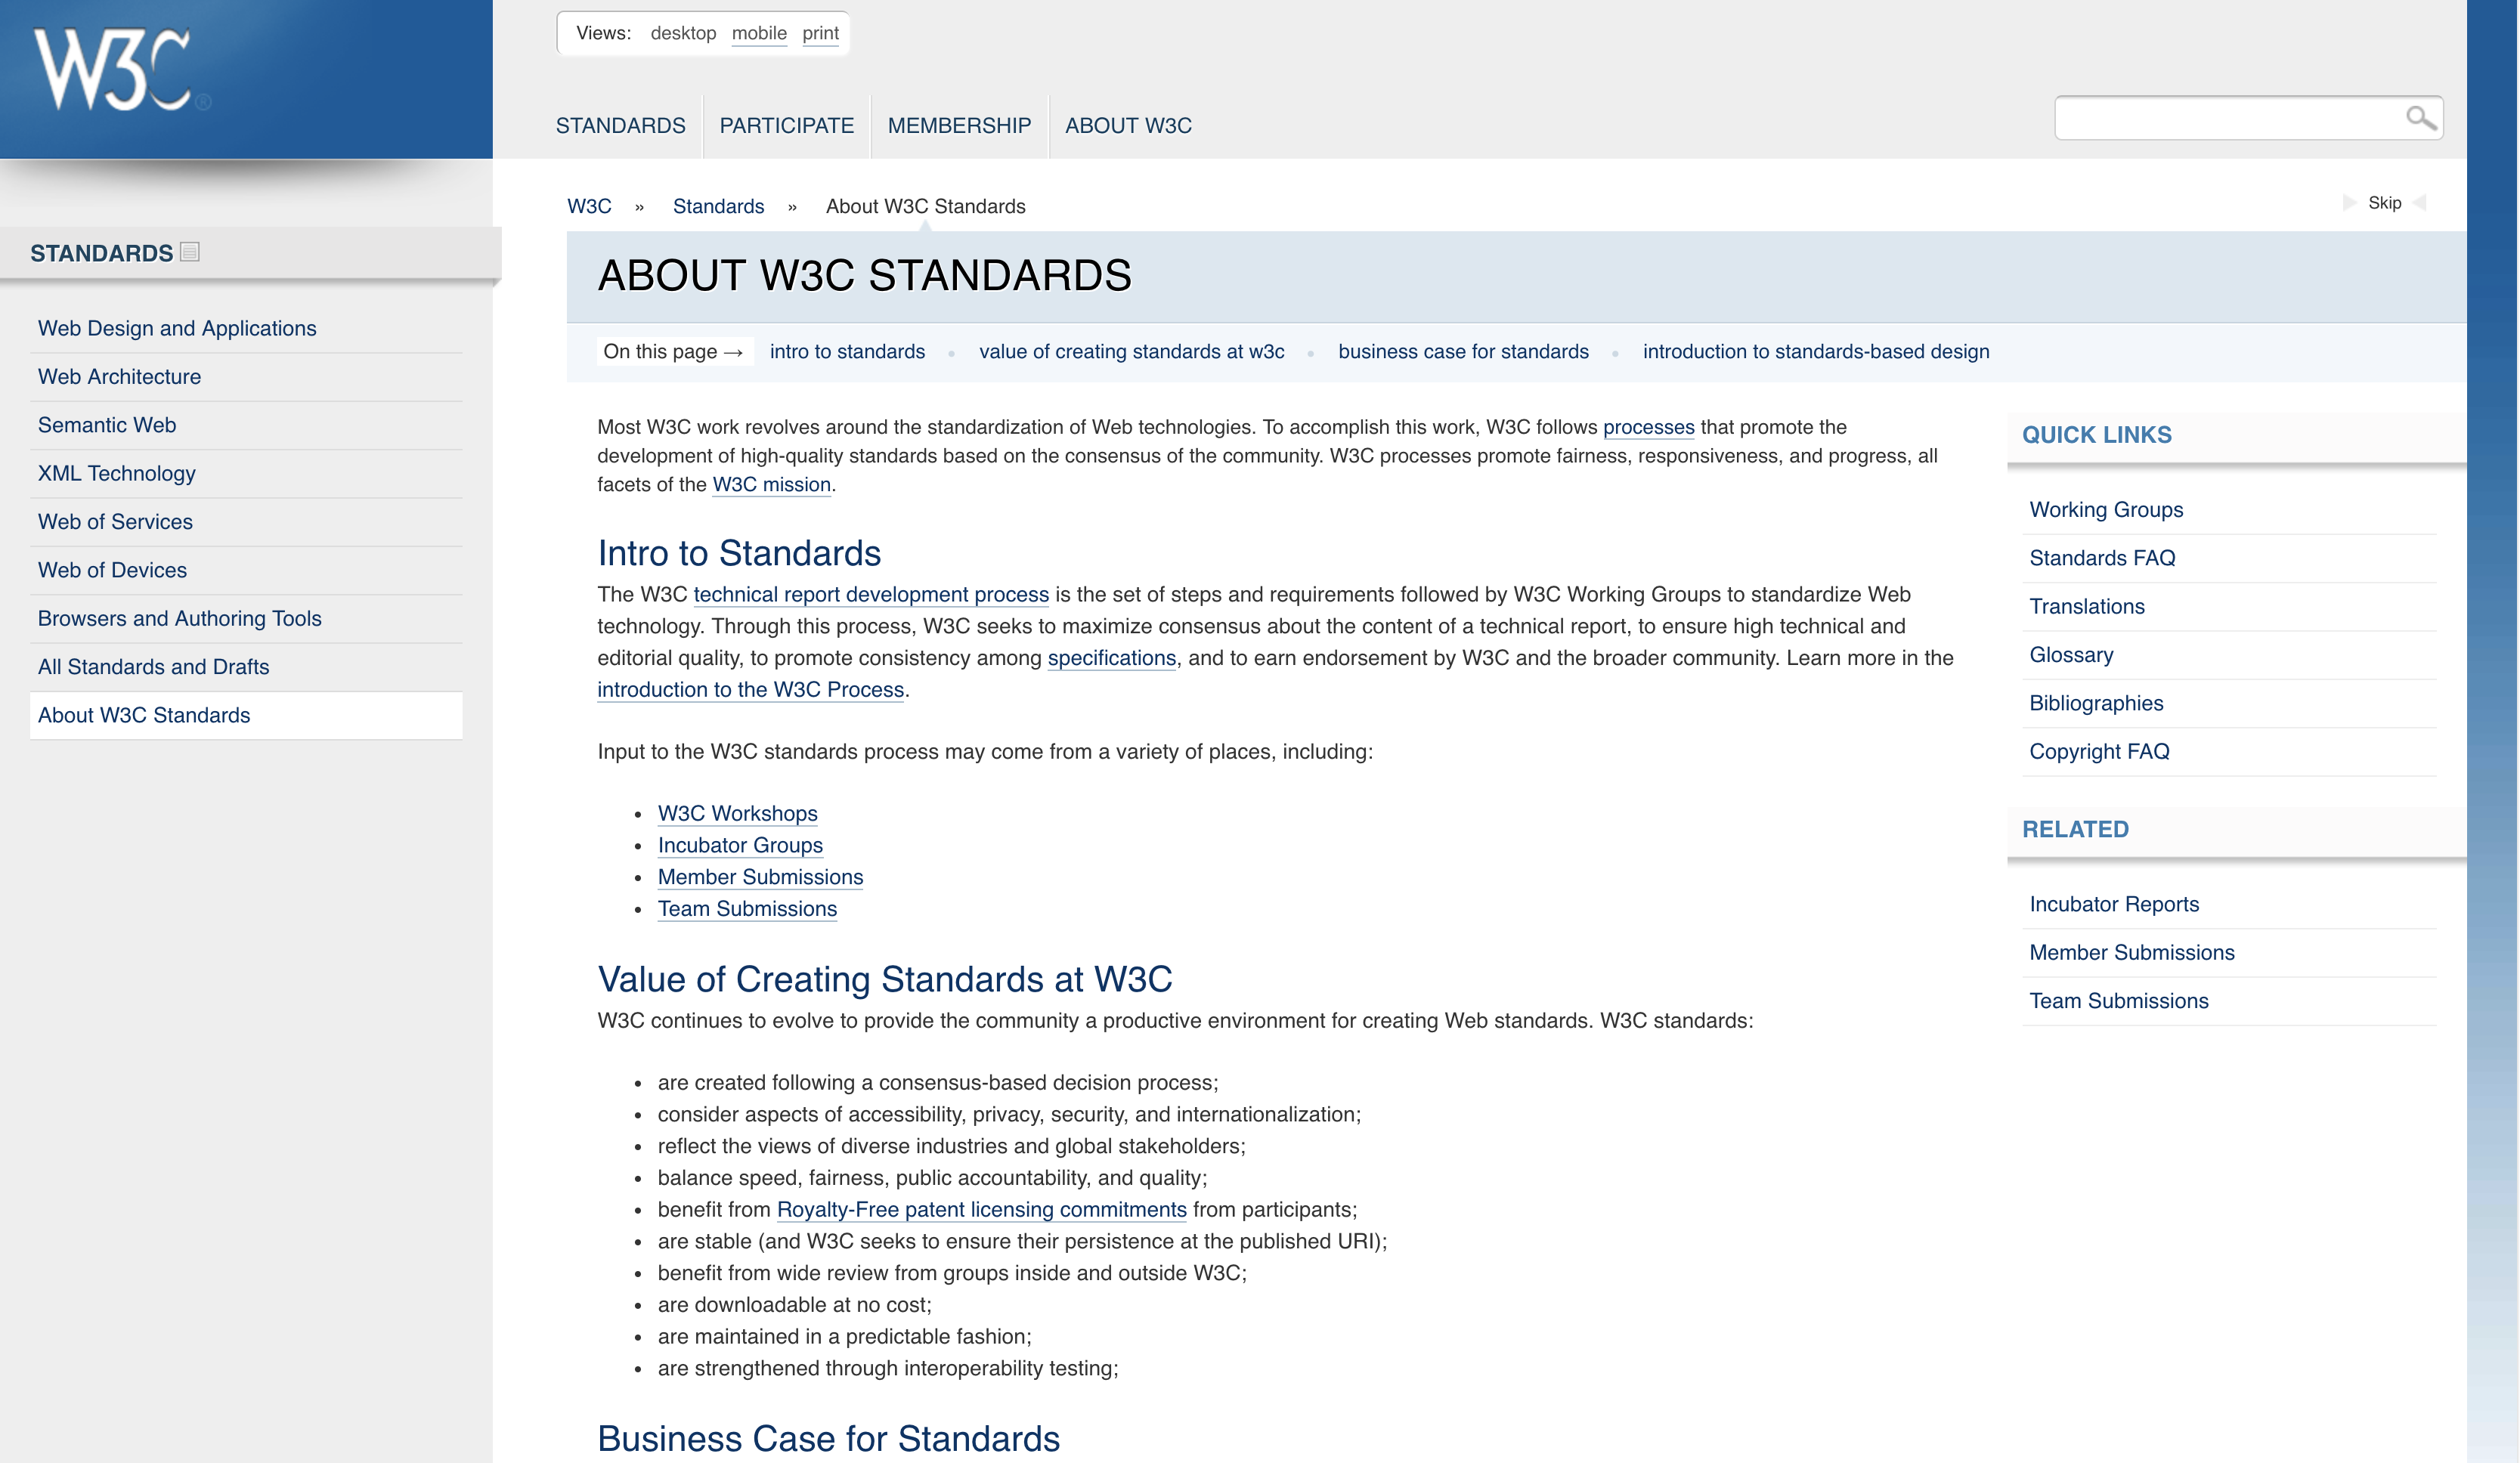 W3C®
Views: desktop mobile print
STANDARDS PARTICIPATE MEMBERSHIP ABOUT W3C
W3C » Standards » About W3C Standards
Skip
STANDARDS
Web Design and Applications
Web Architecture
Semantic Web
XML Technology
Web of Services
Web of Devices
Browsers and Authoring Tools
All Standards and Drafts
About W3C Standards
ABOUT W3C STANDARDS
On this page → intro to standards • value of creating standards at w3c • business case for standards • introduction to standards-based design
Most W3C work revolves around the standardization of Web technologies. To accomplish this work, W3C follows processes that promote the
development of high-quality standards based on the consensus of the community. W3C processes promote fairness, responsiveness, and progress, all
facets of the W3C mission.
Intro to Standards
The W3C technical report development process is the set of steps and requirements followed by W3C Working Groups to standardize Web
technology. Through this process, W3C seeks to maximize consensus about the content of a technical report, to ensure high technical and
editorial quality, to promote consistency among specifications, and to earn endorsement by W3C and the broader community. Learn more in the
introduction to the W3C Process.
Input to the W3C standards process may come from a variety of places, including:
• W3C Workshops
• Incubator Groups
• Member Submissions
• Team Submissions
Value of Creating Standards at W3C
W3C continues to evolve to provide the community a productive environment for creating Web standards. W3C standards:
• are created following a consensus-based decision process;
• consider aspects of accessibility, privacy, security, and internationalization;
• reflect the views of diverse industries and global stakeholders;
• balance speed, fairness, public accountability, and quality;
• benefit from Royalty-Free patent licensing commitments from participants;
• are stable (and W3C seeks to ensure their persistence at the published URI);
• benefit from wide review from groups inside and outside W3C;
• are downloadable at no cost;
• are maintained in a predictable fashion;
• are strengthened through interoperability testing;
Business Case for Standards
QUICK LINKS
Working Groups
Standards FAQ
Translations
Glossary
Bibliographies
Copyright FAQ
RELATED
Incubator Reports
Member Submissions
Team Submissions